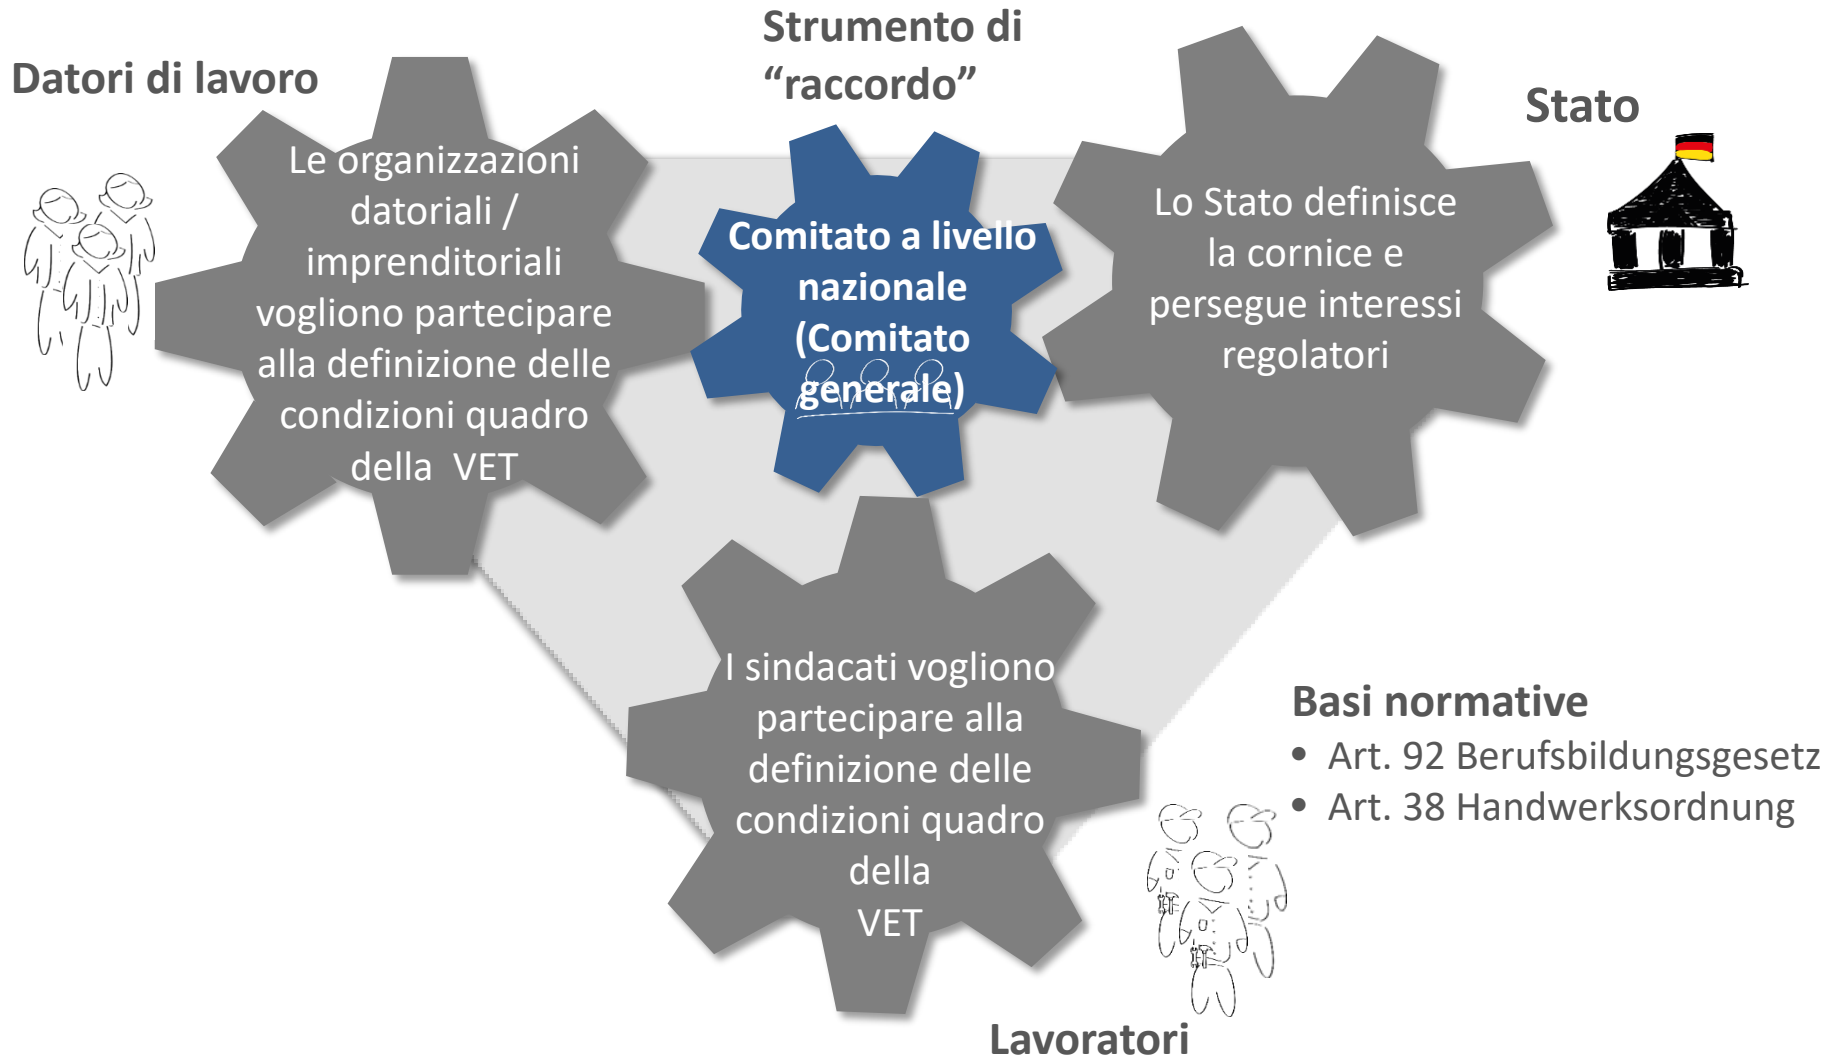 Datori di lavoro
Le organizzazioni
datoriali /
imprenditoriali
vogliono partecipare
alla definizione delle
condizioni quadro
della VET
Strumento di
“raccordo”
Comitato a livello
nazionale
(Comitato
generale)
Stato
Lo Stato definisce
la cornice e
persegue interessi
regolatori
I sindacati vogliono
partecipare alla
definizione delle
condizioni quadro
della
VET
Lavoratori
Basi normative
• Art. 92 Berufsbildungsgesetz
• Art. 38 Handwerksordnung